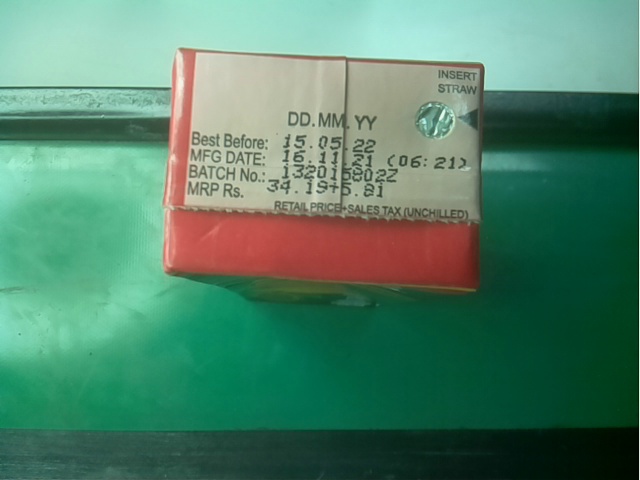 INSERT
STRAW
DD.MM.YY
Best Before: 15.05.22
MFG DATE: 16.11.21 (06:21)
BATCH No.: 13201S802Z
MRP Rs. 34.19+5.81
RETAIL PRICE+SALES TAX (UNCHILLED)